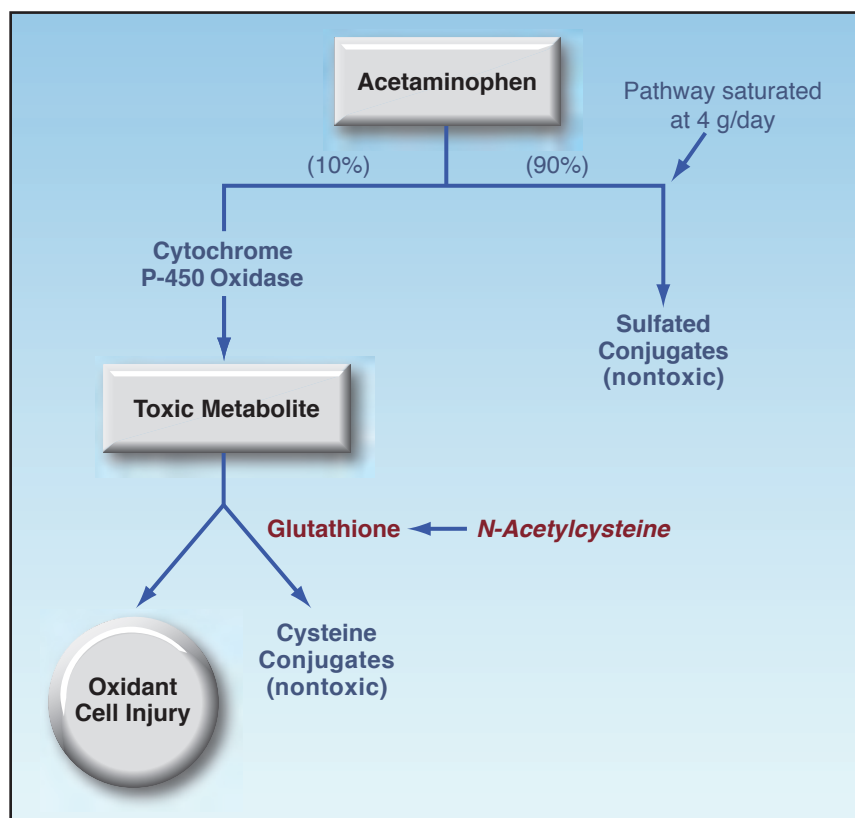 Acetaminophen
Pathway saturated
at 4 g/day
(10%)
(90%)
Cytochrome
P-450 Oxidase
Sulfated
Conjugates
(nontoxic)
Toxic Metabolite
Glutathione
N-Acetylcysteine
Cysteine
Conjugates
(nontoxic)
Oxidant
Cell Injury